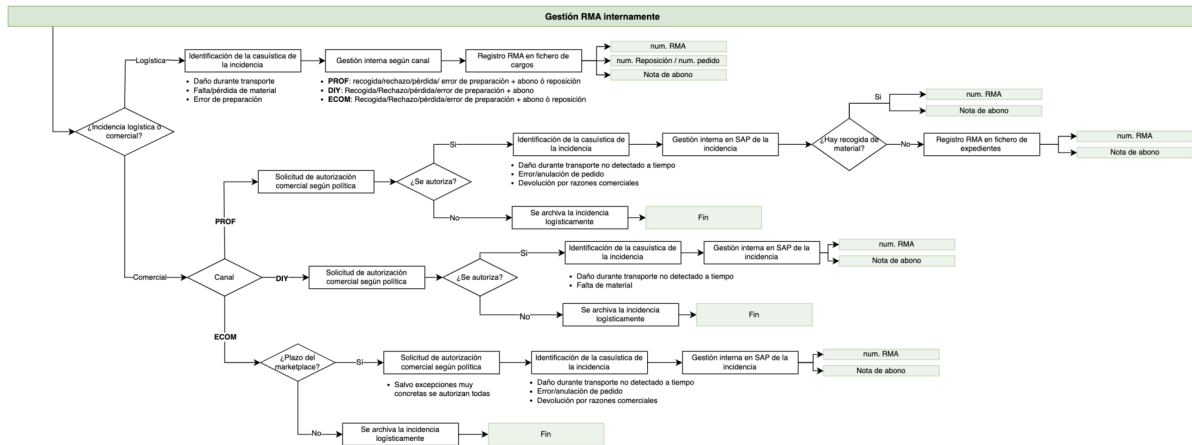 Gestión RMA internamente
Logística
Identificación de la casuística de
la incidencia
Gestión interna según canal
Registro RMA en fichero de
cargos
num. RMA
num. Reposición / num. pedido
Nota de abono
• Daño durante transporte
• Falta/pérdida de material
• Error de preparación
• PROF: recogida/rechazo/pérdida/ error de preparación + abono ó reposición
• DIY: Recogida/Rechazo/pérdida/error de preparación + abono
• ECOM: Recogida/Rechazo/pérdida/error de preparación + abono ó reposición
¿Incidencia logística o
comercial?
Solicitud de autorización
comercial según política
¿Se autoriza?
Si
Identificación de la casuística de
la incidencia
Gestión interna en SAP de la
incidencia
¿Hay recogida de
material?
Si
num. RMA
Nota de abono
No
Registro RMA en fichero de
expedientes
num. RMA
Nota de abono
• Daño durante transporte no detectado a tiempo
• Error/anulación de pedido
• Devolución por razones comerciales
No
Se archiva la incidencia
logísticamente
Fin
PROF
Comercial
Canal
DIY
Solicitud de autorización
comercial según política
¿Se autoriza?
Si
Identificación de la casuística de
la incidencia
Gestión interna en SAP de la
incidencia
num. RMA
Nota de abono
• Daño durante transporte no detectado a tiempo
• Falta de material
No
Se archiva la incidencia
logísticamente
Fin
ECOM
¿Plazo del
marketplace?
Si
Solicitud de autorización
comercial según política
Identificación de la casuística de
la incidencia
Gestión interna en SAP de la
incidencia
num. RMA
Nota de abono
• Salvo excepciones muy
concretas se autorizan todas
• Daño durante transporte no detectado a tiempo
• Error/anulación de pedido
• Devolución por razones comerciales
No
Se archiva la incidencia
logísticamente
Fin